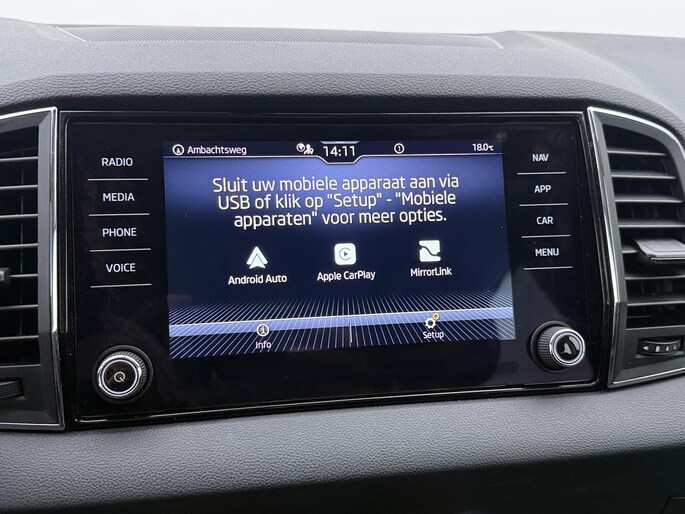 Ambachtsweg 14:11 1 18.0°C
RADIO
MEDIA
PHONE
VOICE
Sluit uw mobiele apparaat aan via
USB of klik op "Setup" - "Mobiele
apparaten" voor meer opties.
Android Auto Apple CarPlay MirrorLink
Info Setup
NAV
APP
CAR
MENU